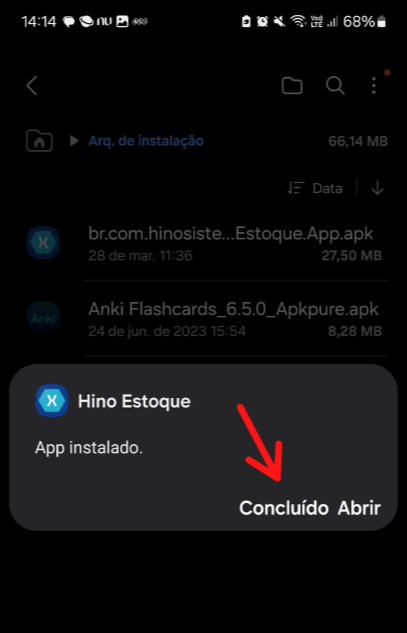 14:14 nu 68%
Arq. de instalação 66,14 MB
Data
br.com.hinosiste...Estoque.App.apk
28 de mar. 11:36 27,50 MB
Anki
Anki Flashcards_6.5.0_Apkpure.apk
24 de jun. de 2023 15:54 8,28 MB
X Hino Estoque
App instalado.
Concluído Abrir